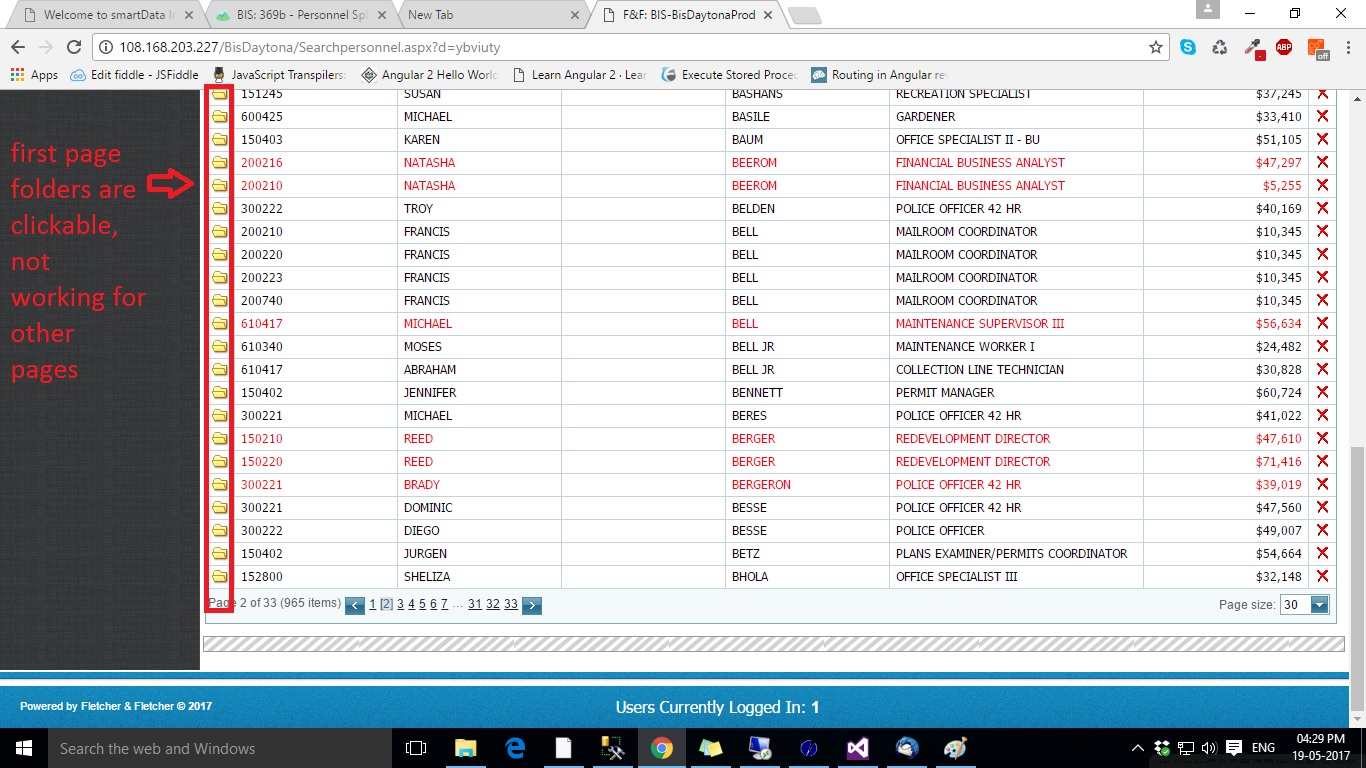 Welcome to smartData In
BIS: 369b - Personnel Spl
New Tab
F&F: BIS-BisDaytonaProd
108.168.203.227/BisDaytona/Searchpersonnel.aspx?d=ybviuty
ABP
off
Apps Edit fiddle - JSFiddle JavaScript Transpilers: Angular 2 Hello World Learn Angular 2 · Lear Execute Stored Proced Routing in Angular rev
151245 SUSAN BASHANS RECREATION SPECIALIST $37,245
600425 MICHAEL BASILE GARDENER $33,410
150403 KAREN BAUM OFFICE SPECIALIST II - BU $51,105
200216 NATASHA BEEROM FINANCIAL BUSINESS ANALYST $47,297
200210 NATASHA BEEROM FINANCIAL BUSINESS ANALYST $5,255
300222 TROY BELDEN POLICE OFFICER 42 HR $40,169
200210 FRANCIS BELL MAILROOM COORDINATOR $10,345
200220 FRANCIS BELL MAILROOM COORDINATOR $10,345
200223 FRANCIS BELL MAILROOM COORDINATOR $10,345
200740 FRANCIS BELL MAILROOM COORDINATOR $10,345
610417 MICHAEL BELL MAINTENANCE SUPERVISOR III $56,634
610340 MOSES BELL JR MAINTENANCE WORKER I $24,482
610417 ABRAHAM BELL JR COLLECTION LINE TECHNICIAN $30,828
150402 JENNIFER BENNETT PERMIT MANAGER $60,724
300221 MICHAEL BERES POLICE OFFICER 42 HR $41,022
150210 REED BERGER REDEVELOPMENT DIRECTOR $47,610
150220 REED BERGER REDEVELOPMENT DIRECTOR $71,416
300221 BRADY BERGERON POLICE OFFICER 42 HR $39,019
300221 DOMINIC BESSE POLICE OFFICER 42 HR $47,560
300222 DIEGO BESSE POLICE OFFICER $49,007
150402 JURGEN BETZ PLANS EXAMINER/PERMITS COORDINATOR $54,664
152800 SHELIZA BHOLA OFFICE SPECIALIST III $32,148
first page
folders are
clickable,
not
working for
other
pages
Page 2 of 33 (965 items) 1 [2] 3 4 5 6 7 … 31 32 33 Page size: 30
Powered by Fletcher & Fletcher © 2017 Users Currently Logged In: 1
Search the web and Windows
ENG
04:29 PM
19-05-2017